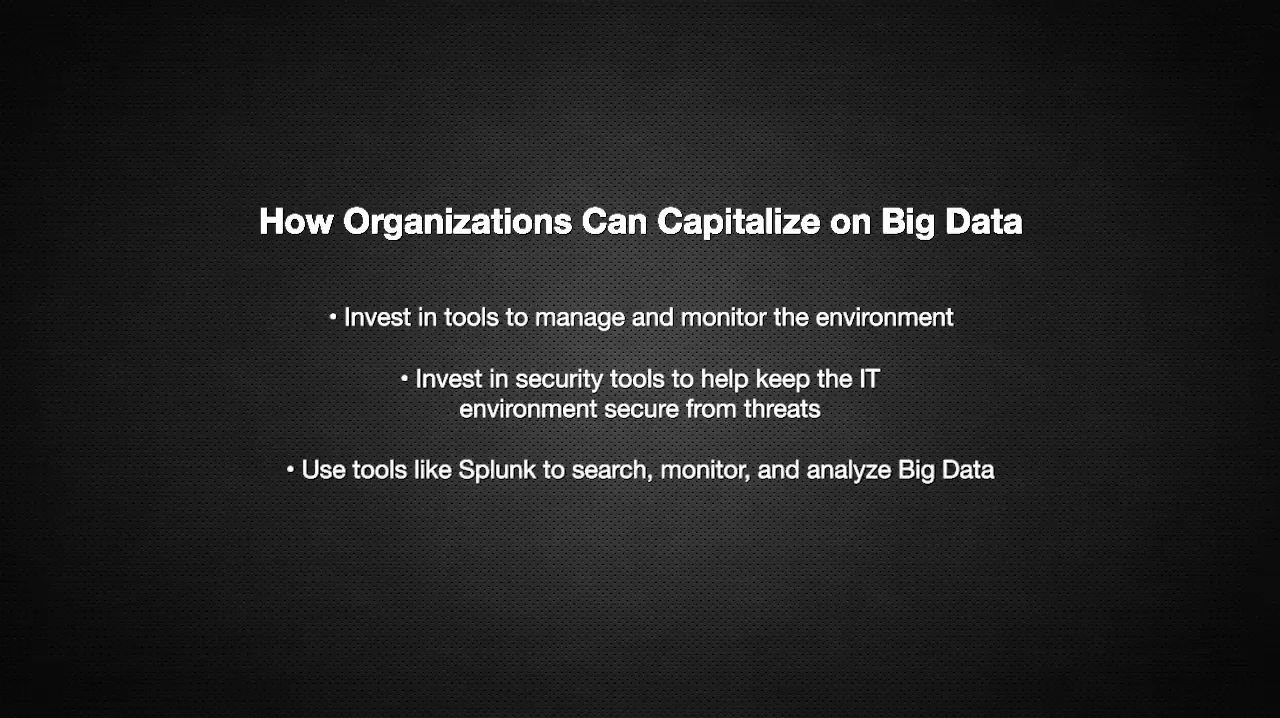 How Organizations Can Capitalize on Big Data
• Invest in tools to manage and monitor the environment
• Invest in security tools to help keep the IT
environment secure from threats
• Use tools like Splunk to search, monitor, and analyze Big Data